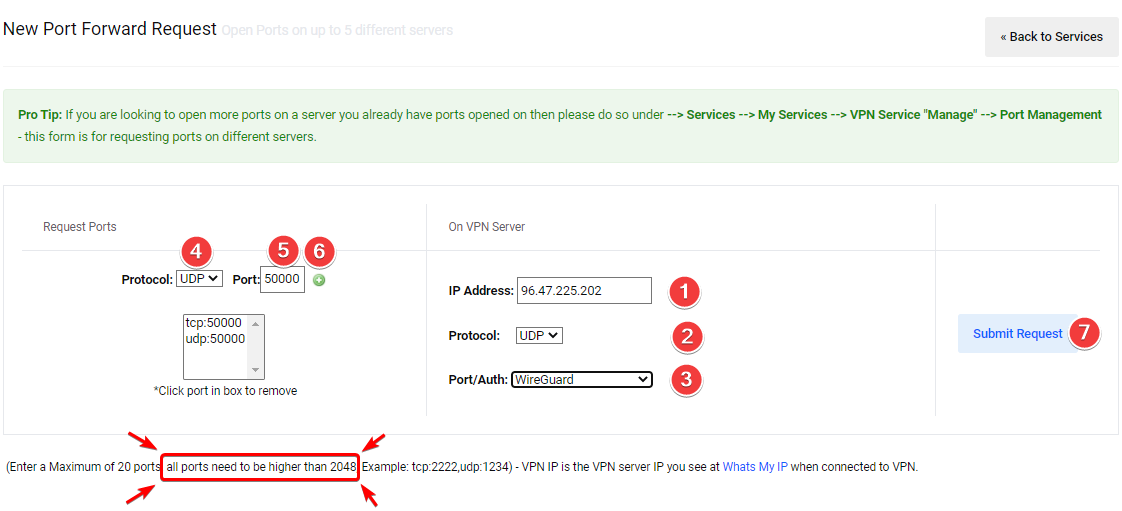 New Port Forward Request Open Ports on up to 5 different servers
« Back to Services
Pro Tip: If you are looking to open more ports on a server you already have ports opened on then please do so under --> Services --> My Services --> VPN Service "Manage" --> Port Management
- this form is for requesting ports on different servers.
Request Ports
4 5 6
Protocol: UDP Port: 50000
tcp:50000
udp:50000
*Click port in box to remove
On VPN Server
IP Address: 96.47.225.202 1
Protocol: UDP 2
Port/Auth: WireGuard 3
Submit Request 7
(Enter a Maximum of 20 ports all ports need to be higher than 2048 Example: tcp:2222,udp:1234) - VPN IP is the VPN server IP you see at Whats My IP when connected to VPN.